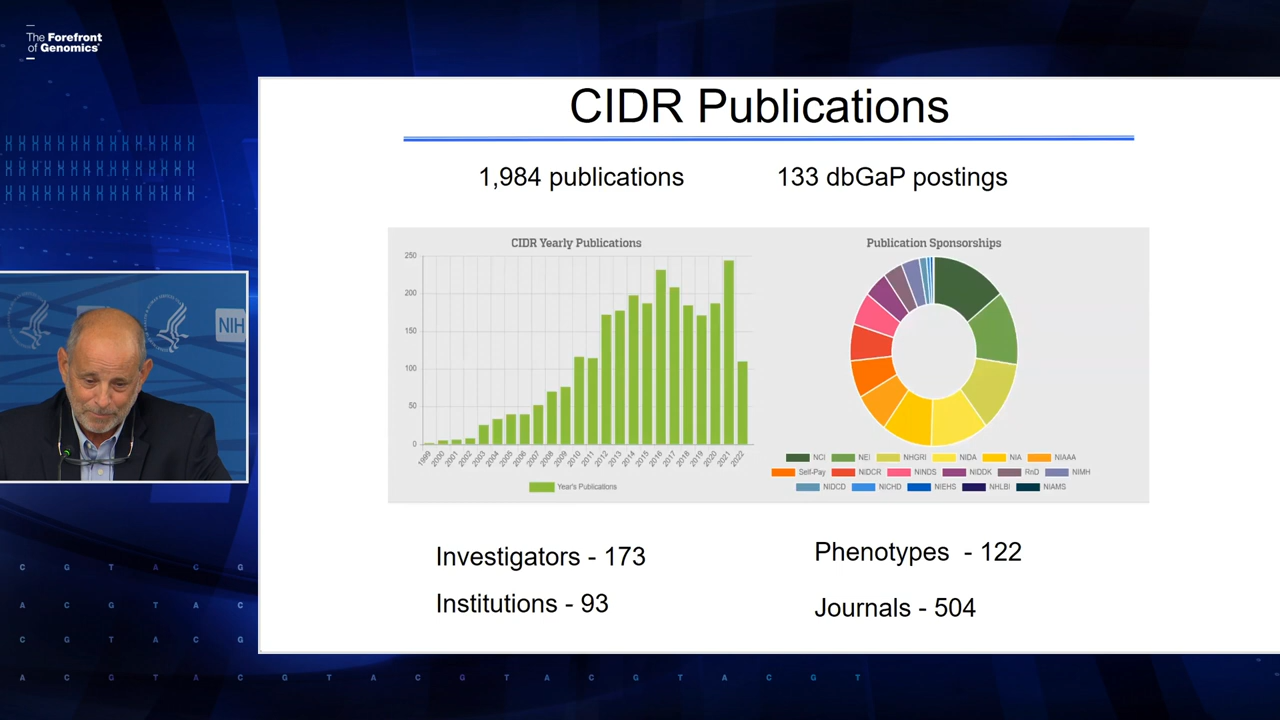 The Forefront
of Genomics®
CIDR Publications
1,984 publications
133 dbGaP postings
CIDR Yearly Publications
250
200
150
100
50
0
1999 2000 2001 2002 2003 2004 2005 2006 2007 2008 2009 2010 2011 2012 2013 2014 2015 2016 2017 2018 2019 2020 2021 2022
Year's Publications
Publication Sponsorships
NCI NEI NHGRI NIDA NIA NIAAA
Self-Pay NIDCR NINDS NIDDK RnD NIMH
NIDCD NICHD NIEHS NHLBI NIAMS
NIH
Investigators - 173
Phenotypes - 122
Institutions - 93
Journals - 504
C G T A C G
A C G T A C
C G T A C G
A C G T A C G T A C G T A C G T A C G T